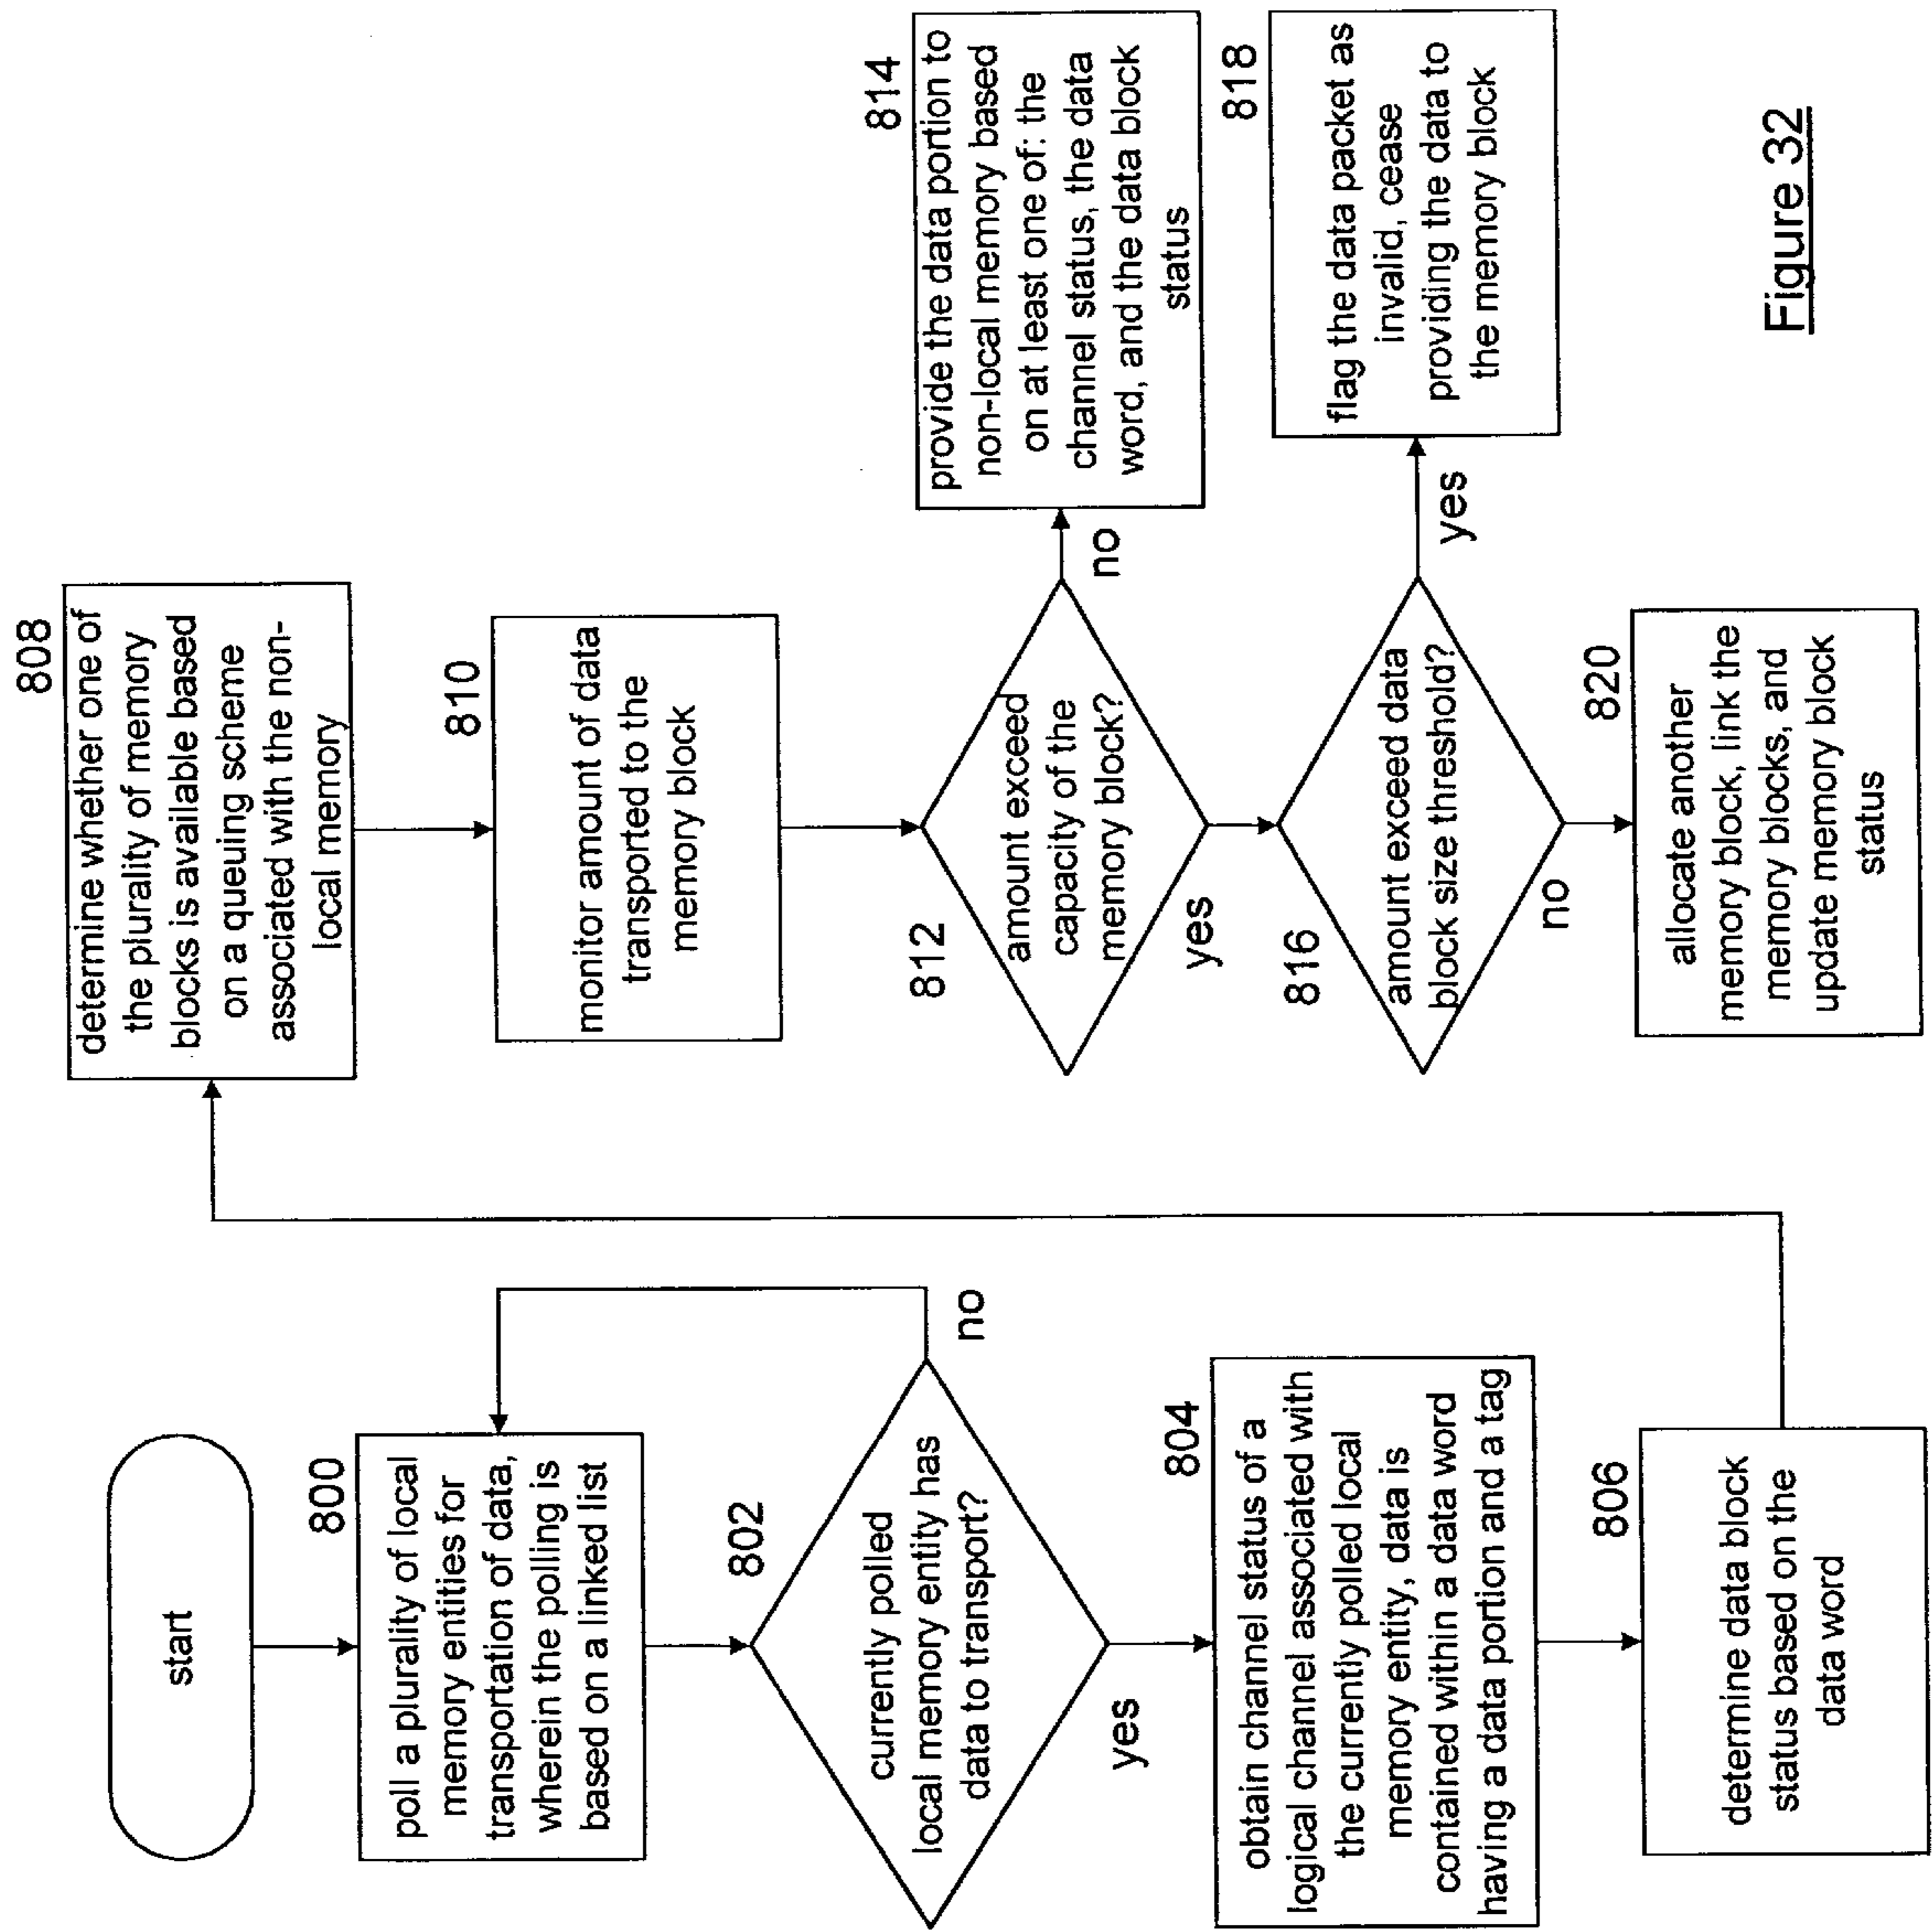 start
800
poll a plurality of local
memory entities for
transportation of data,
wherein the polling is
based on a linked list
802
currently polled
local memory entity has
data to transport?
no
yes
804
obtain channel status of a
logical channel associated with
the currently polled local
memory entity, data is
contained within a data word
having a data portion and a tag
806
determine data block
status based on the
data word
808
determine whether one of
the plurality of memory
blocks is available based
on a queuing scheme
associated with the non-
local memory
810
monitor amount of data
transported to the
memory block
812
amount exceed
capacity of the
memory block?
no
yes
814
provide the data portion to
non-local memory based
on at least one of: the
channel status, the data
word, and the data block
status
816
amount exceed data
block size threshold?
yes
no
818
flag the data packet as
invalid, cease
providing the data to
the memory block
820
allocate another
memory block, link the
memory blocks, and
update memory block
status
Figure 32